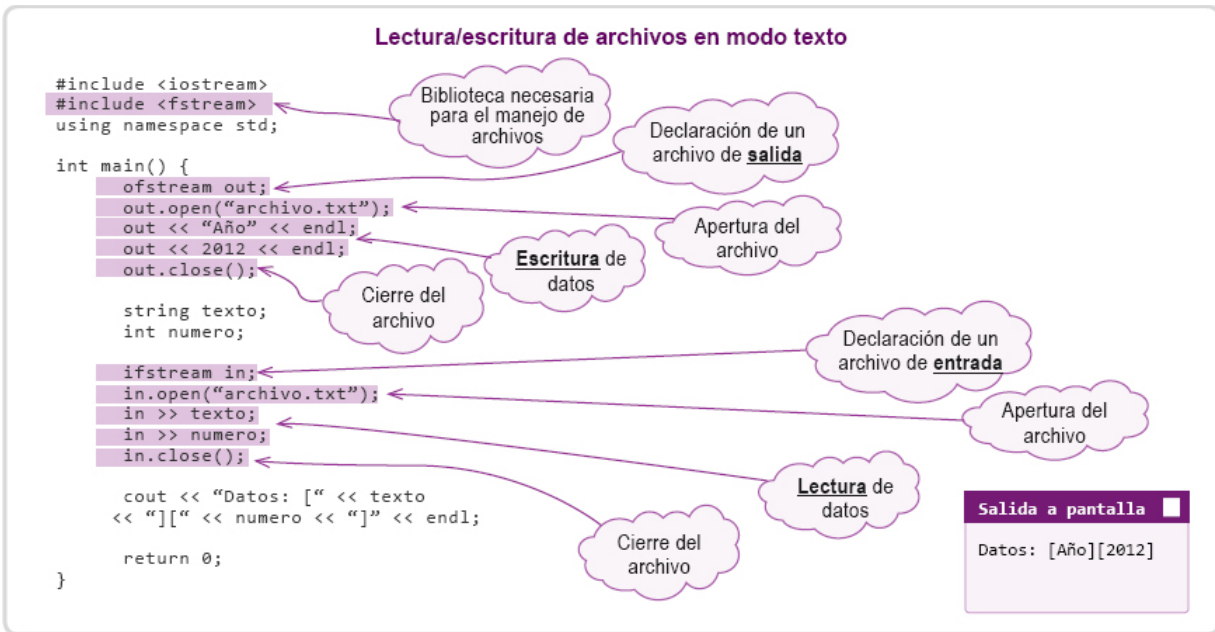 Lectura/escritura de archivos en modo texto
#include <iostream>
#include <fstream>
using namespace std;
int main() {
ofstream out;
out.open(“archivo.txt”);
out << “Año” << endl;
out << 2012 << endl;
out.close();
string texto;
int numero;
ifstream in;
in.open(“archivo.txt”);
in >> texto;
in >> numero;
in.close();
cout << “Datos: [“ << texto
<< “][“ << numero << “]” << endl;
return 0;
}
Biblioteca necesaria
para el manejo de
archivos
Declaración de un
archivo de salida
Apertura del
archivo
Escritura de
datos
Cierre del
archivo
Declaración de un
archivo de entrada
Apertura del
archivo
Lectura de
datos
Cierre del
archivo
Salida a pantalla
Datos: [Año][2012]